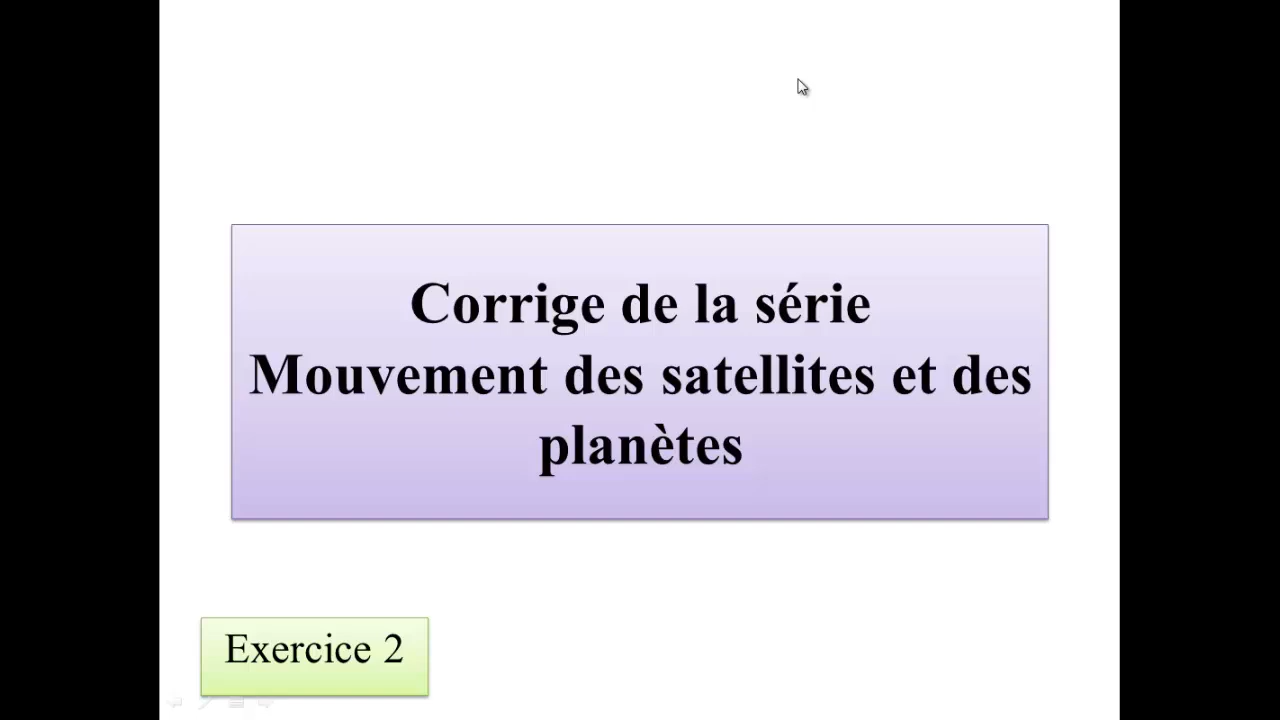 Corrige de la série
Mouvement des satellites et des
planètes
Exercice 2